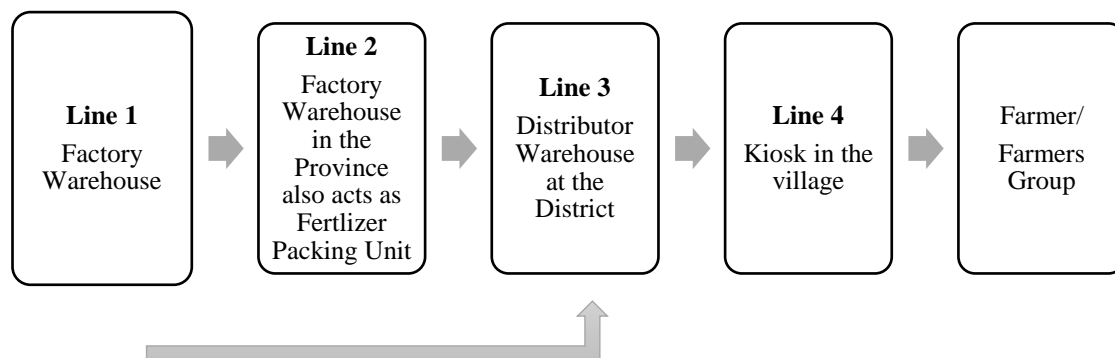 Line 1
Factory
Warehouse
Line 2
Factory
Warehouse
in the
Province
also acts as
Fertlizer
Packing Unit
Line 3
Distributor
Warehouse
at the
District
Line 4
Kiosk in the
village
Farmer/
Farmers
Group